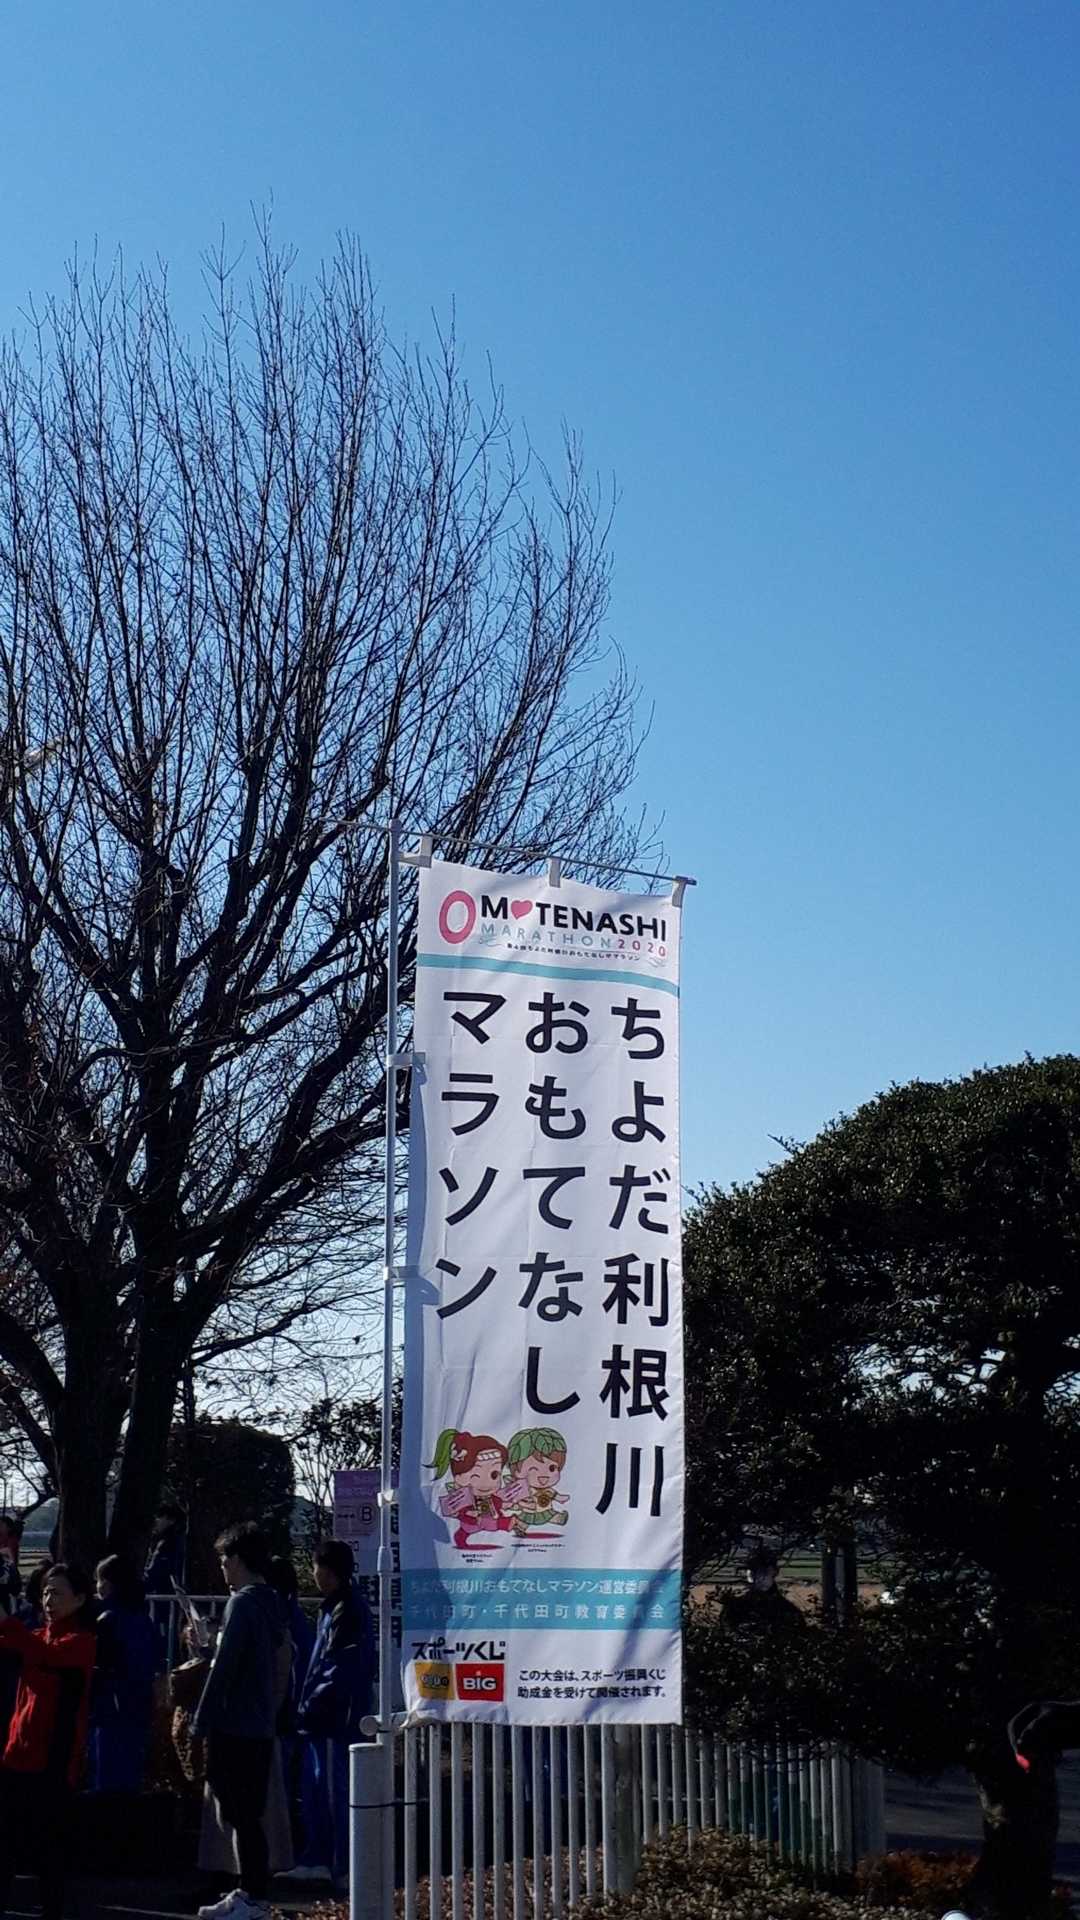 OMOTENASHI
MARATHON2020
ちよだ利根川
おもてなし
マラソン
ちよだ利根川おもてなしマラソン運営委員会
千代田町・千代田町教育委員会
スポーツくじ
BIG
この大会は、スポーツ振興くじ
助成金を受けて開催されます。
B